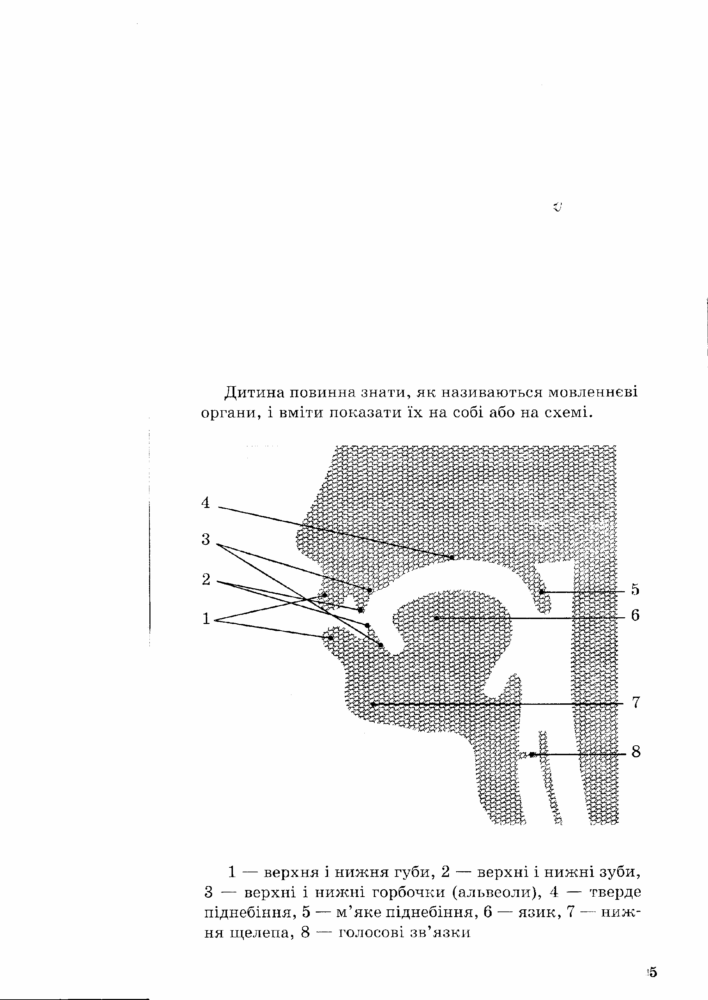 Дитина повинна знати, як називаються мовленнєві
органи, і вміти показати їх на собі або на схемі.
4
3
2
1
5
6
7
8
1 — верхня і нижня губи, 2 — верхні і нижні зуби,
3 — верхні і нижні горбочки (альвеоли), 4 — тверде
піднебіння, 5 — м’яке піднебіння, 6 — язик, 7 — ниж-
ня щелепа, 8 — голосові зв’язки
5